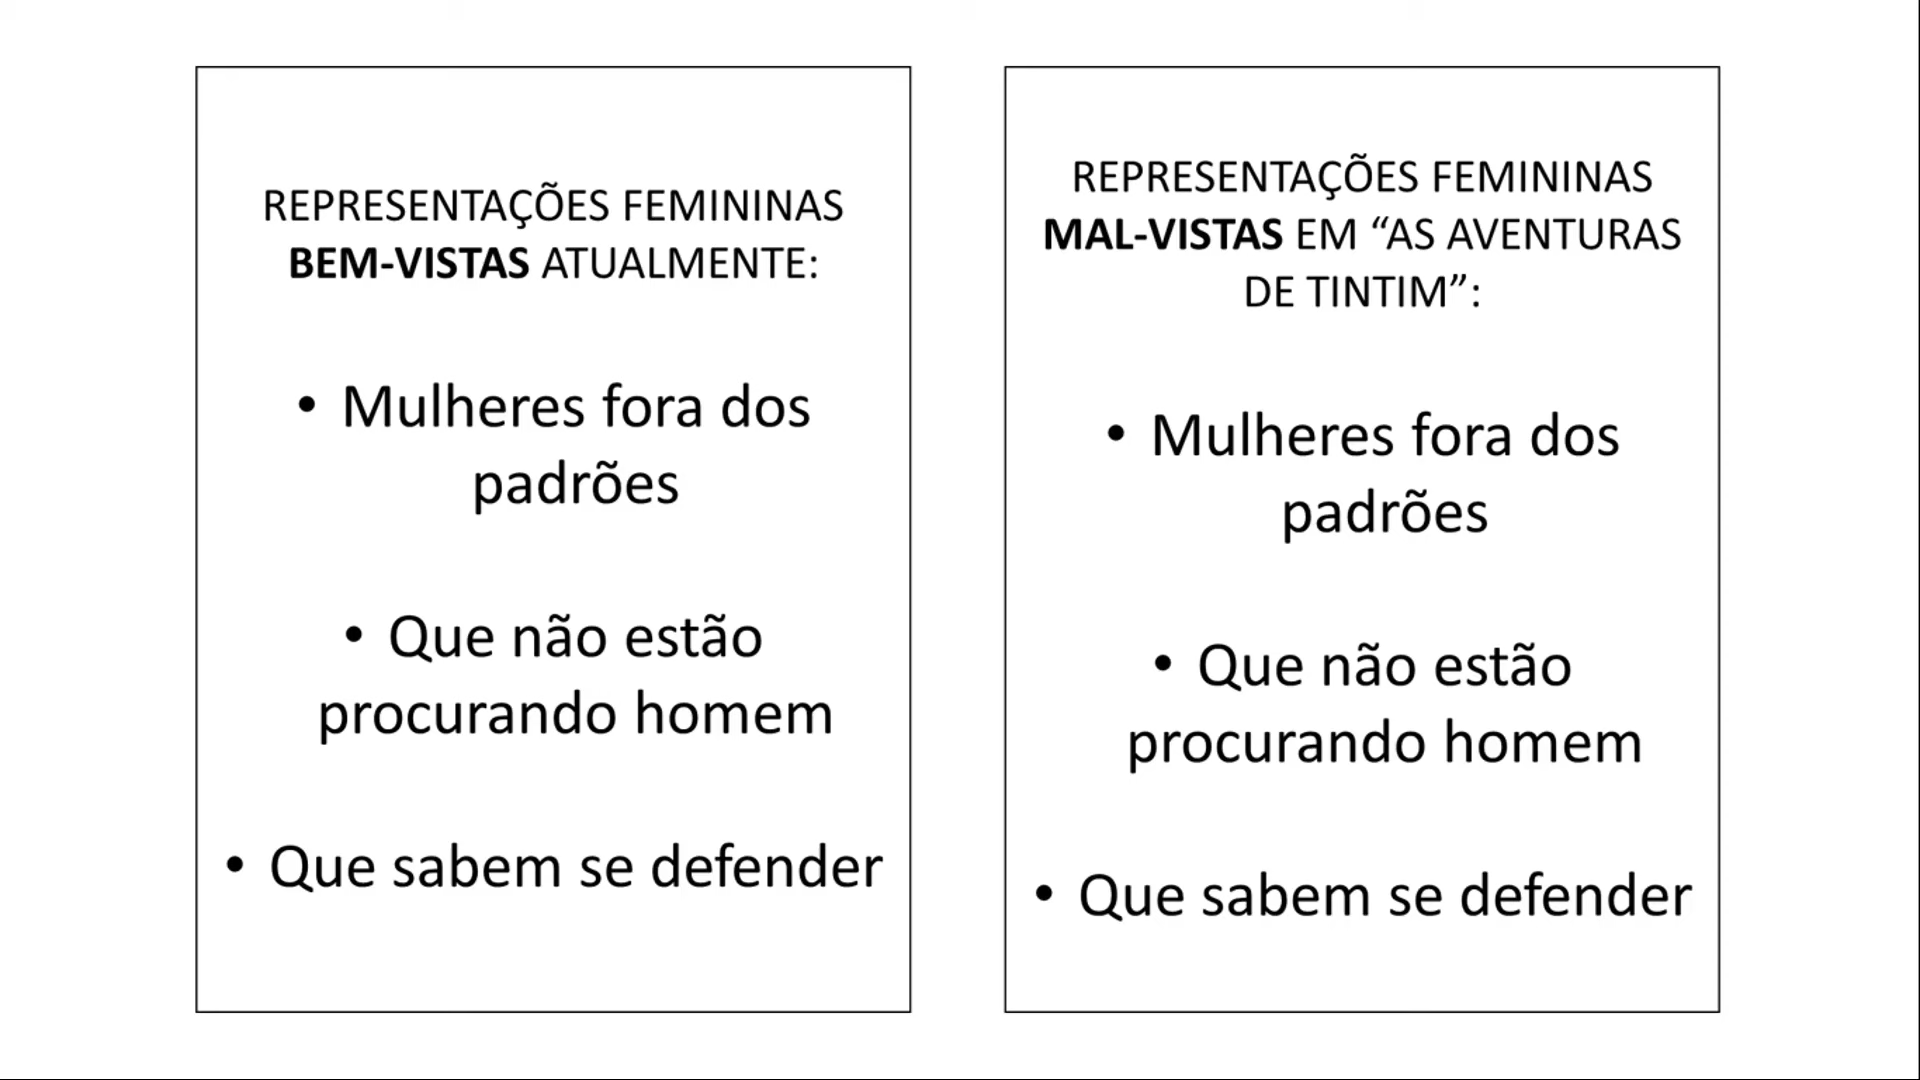 REPRESENTAÇÕES FEMININAS
BEM-VISTAS ATUALMENTE:
• Mulheres fora dos
padrões
• Que não estão
procurando homem
• Que sabem se defender
REPRESENTAÇÕES FEMININAS
MAL-VISTAS EM “AS AVENTURAS
DE TINTIM”:
• Mulheres fora dos
padrões
• Que não estão
procurando homem
• Que sabem se defender